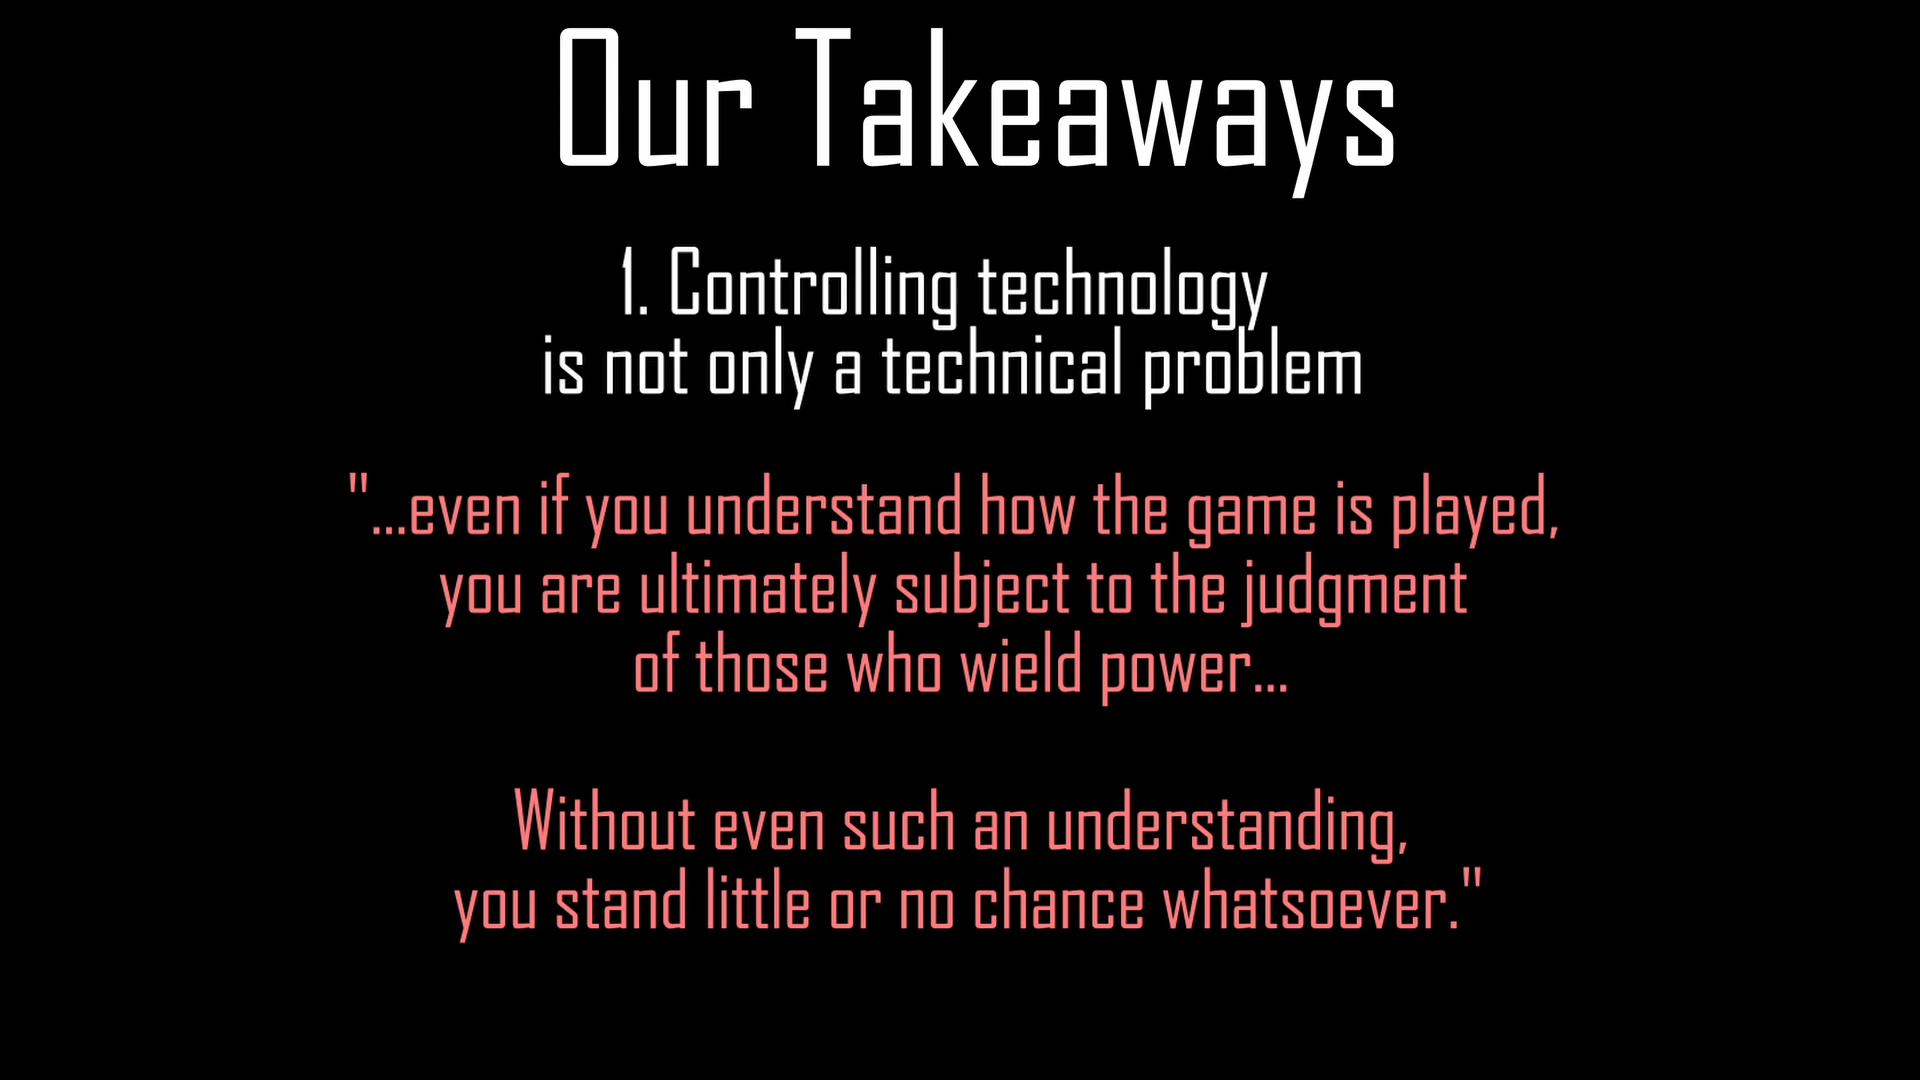 Our Takeaways
1. Controlling technology
is not only a technical problem
"...even if you understand how the game is played,
you are ultimately subject to the judgment
of those who wield power...
Without even such an understanding,
you stand little or no chance whatsoever."